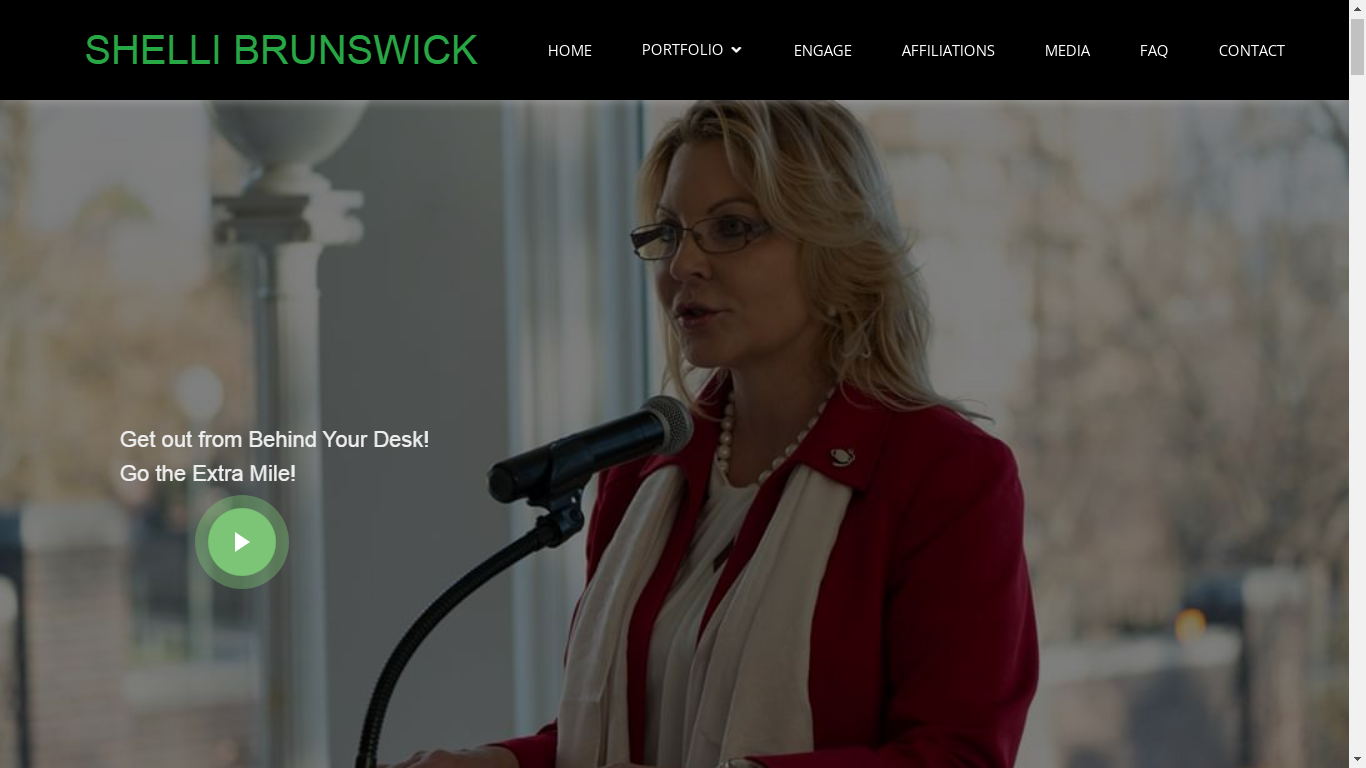 SHELLI BRUNSWICK
HOME
PORTFOLIO
ENGAGE
AFFILIATIONS
MEDIA
FAQ
CONTACT
Get out from Behind Your Desk!
Go the Extra Mile!